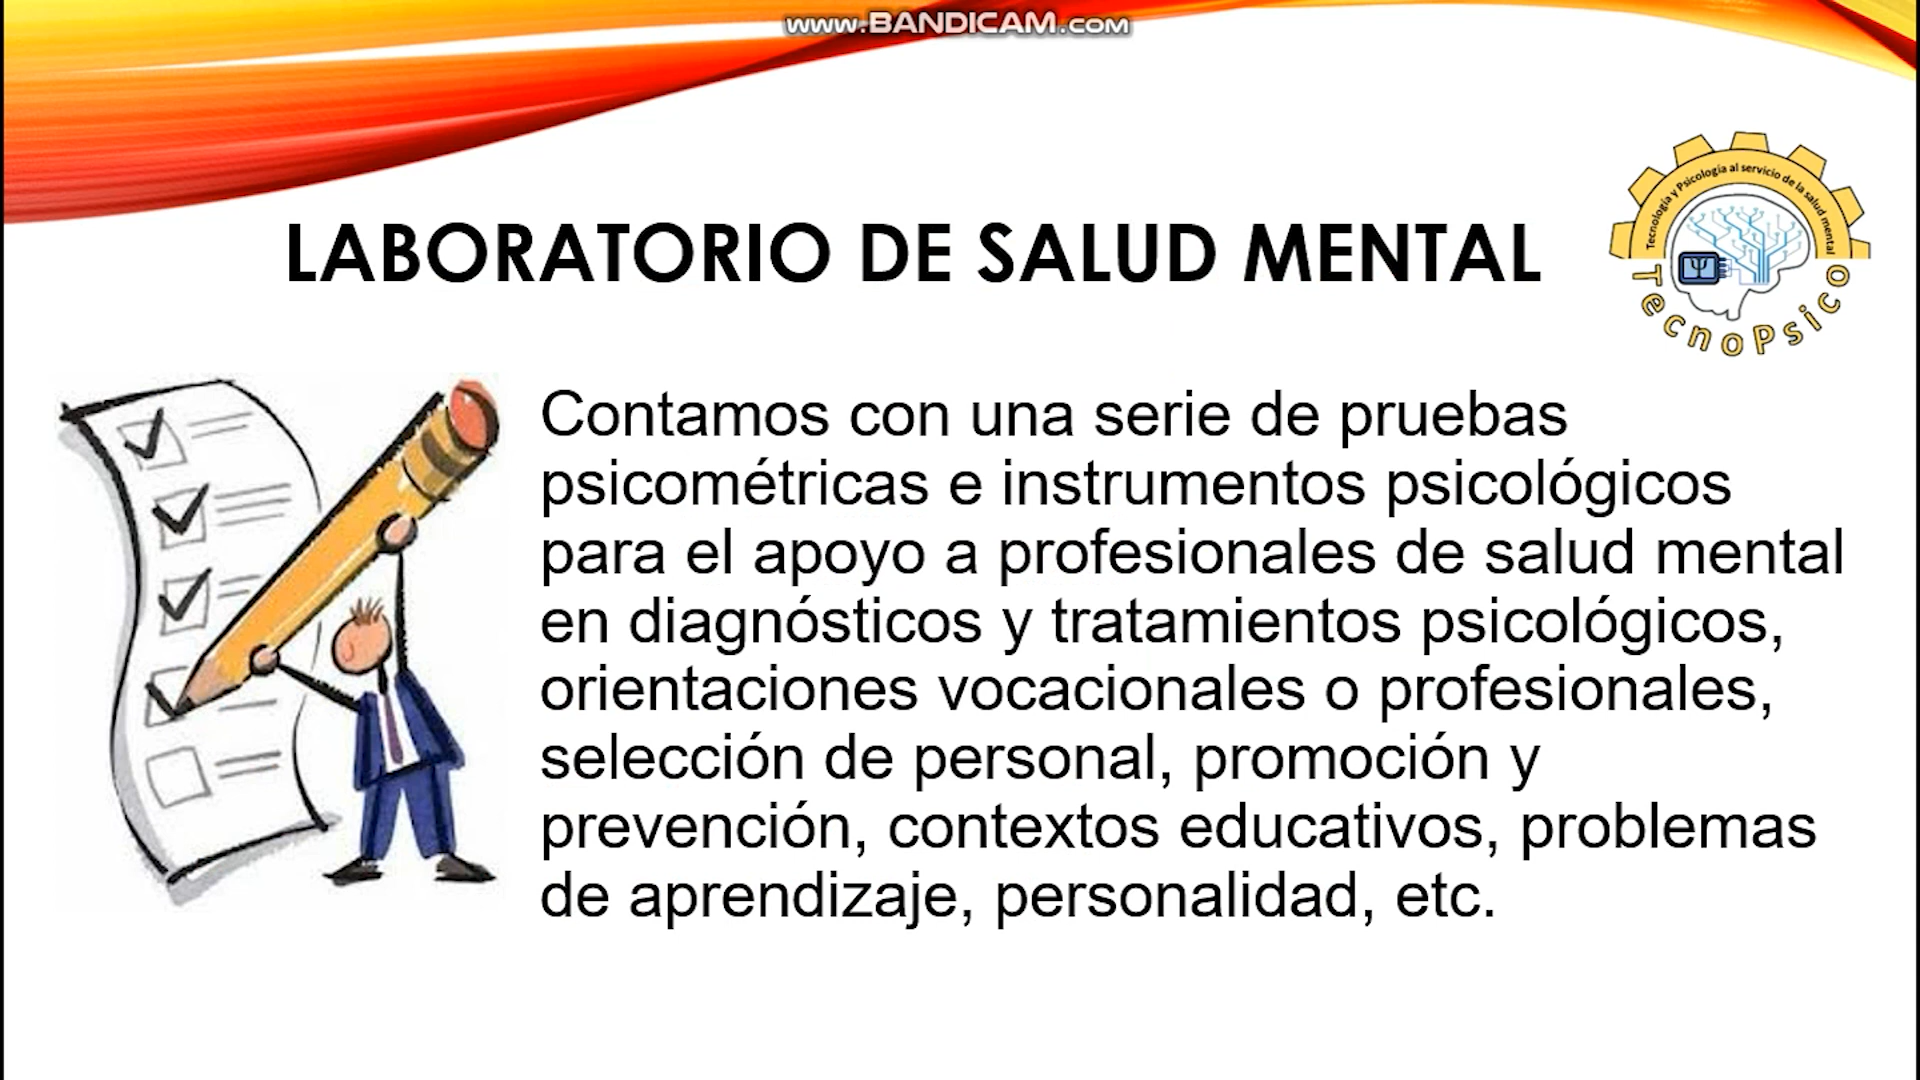 www.BANDICAM.com
Tecnología y Psicología al servicio de la salud mental
TecnoPsico
LABORATORIO DE SALUD MENTAL
Contamos con una serie de pruebas
psicométricas e instrumentos psicológicos
para el apoyo a profesionales de salud mental
en diagnósticos y tratamientos psicológicos,
orientaciones vocacionales o profesionales,
selección de personal, promoción y
prevención, contextos educativos, problemas
de aprendizaje, personalidad, etc.